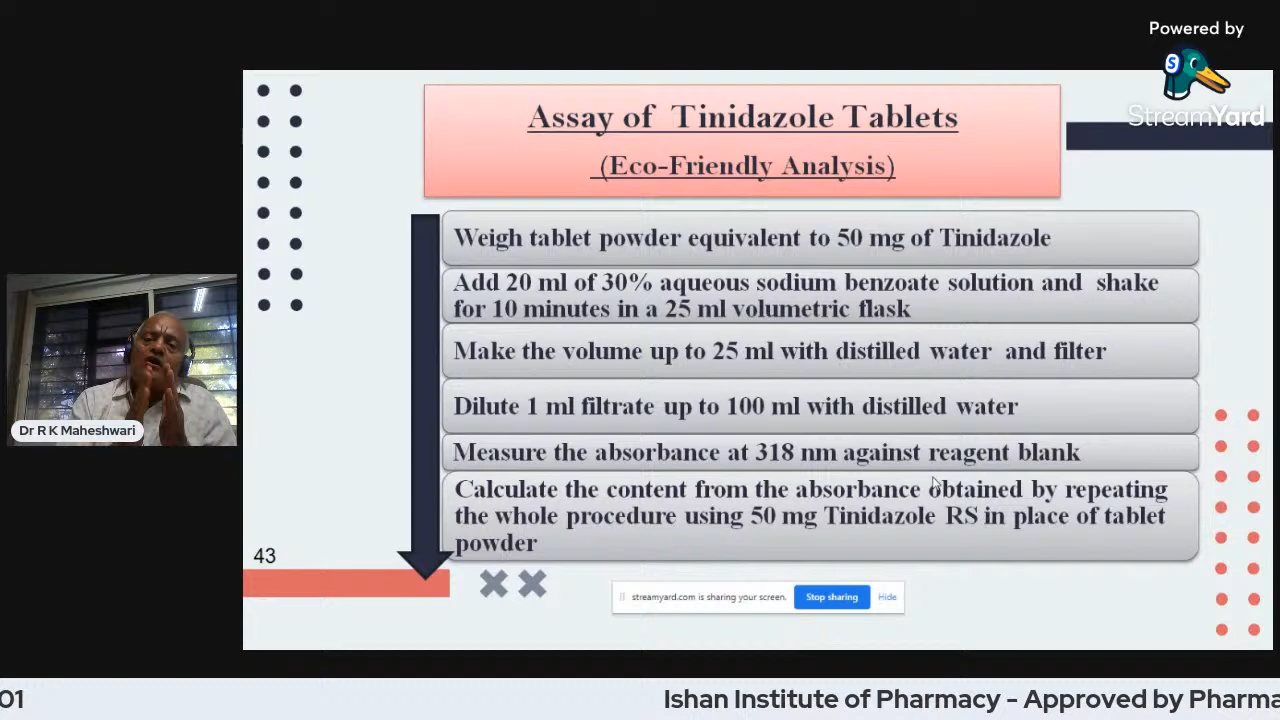 Powered by
S
StreamYard
Assay of Tinidazole Tablets
(Eco-Friendly Analysis)
Weigh tablet powder equivalent to 50 mg of Tinidazole
Add 20 ml of 30% aqueous sodium benzoate solution and shake
for 10 minutes in a 25 ml volumetric flask
Make the volume up to 25 ml with distilled water and filter
Dilute 1 ml filtrate up to 100 ml with distilled water
Measure the absorbance at 318 nm against reagent blank
Calculate the content from the absorbance obtained by repeating
the whole procedure using 50 mg Tinidazole RS in place of tablet
powder
Dr R K Maheshwari
43
streamyard.com is sharing your screen. Stop sharing Hide
01 Ishan Institute of Pharmacy - Approved by Pharma